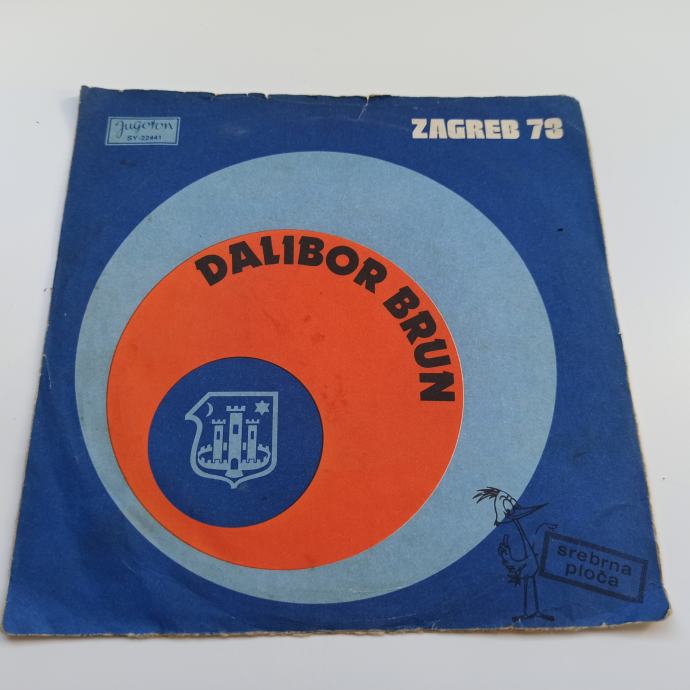 Jugoton
SY-22441
ZAGREB 73
DALIBOR BRUN
srebrna
ploča